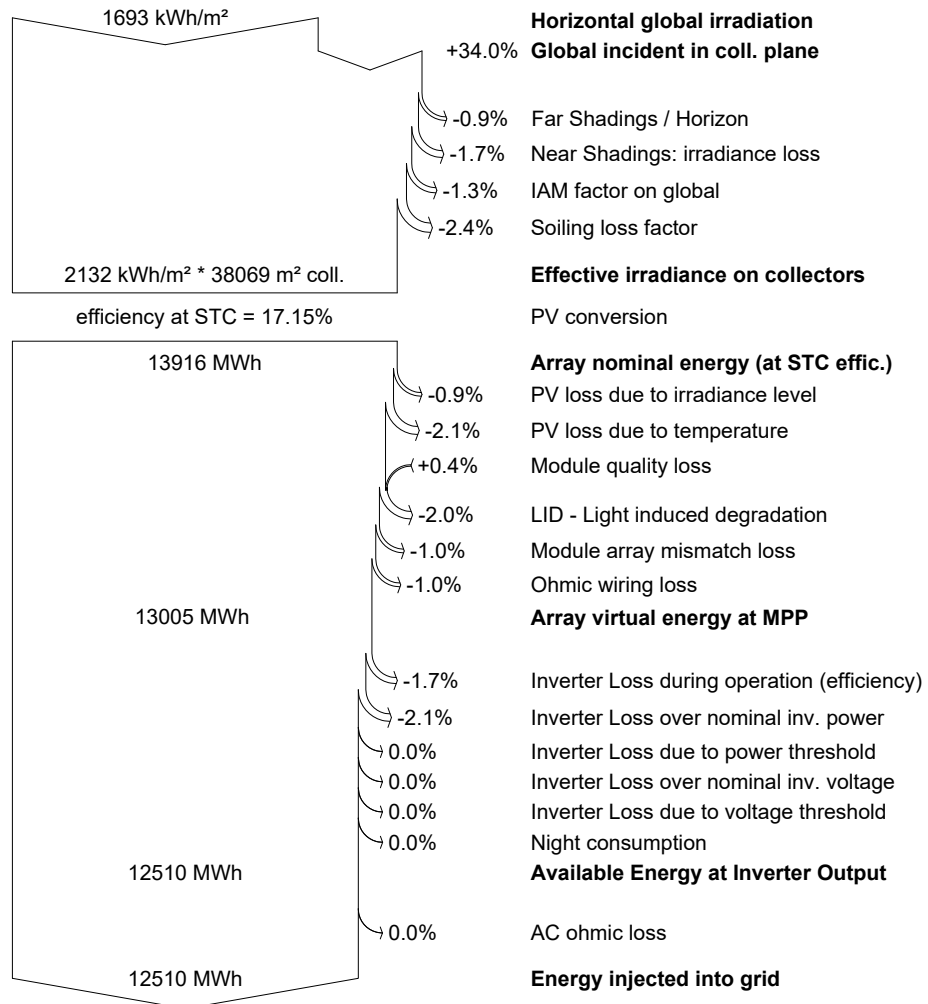 1693 kWh/m² Horizontal global irradiation
+34.0% Global incident in coll. plane
-0.9% Far Shadings / Horizon
-1.7% Near Shadings: irradiance loss
-1.3% IAM factor on global
-2.4% Soiling loss factor
2132 kWh/m² * 38069 m² coll. Effective irradiance on collectors
efficiency at STC = 17.15% PV conversion
13916 MWh Array nominal energy (at STC effic.)
-0.9% PV loss due to irradiance level
-2.1% PV loss due to temperature
+0.4% Module quality loss
-2.0% LID - Light induced degradation
-1.0% Module array mismatch loss
-1.0% Ohmic wiring loss
13005 MWh Array virtual energy at MPP
-1.7% Inverter Loss during operation (efficiency)
-2.1% Inverter Loss over nominal inv. power
0.0% Inverter Loss due to power threshold
0.0% Inverter Loss over nominal inv. voltage
0.0% Inverter Loss due to voltage threshold
0.0% Night consumption
12510 MWh Available Energy at Inverter Output
0.0% AC ohmic loss
12510 MWh Energy injected into grid